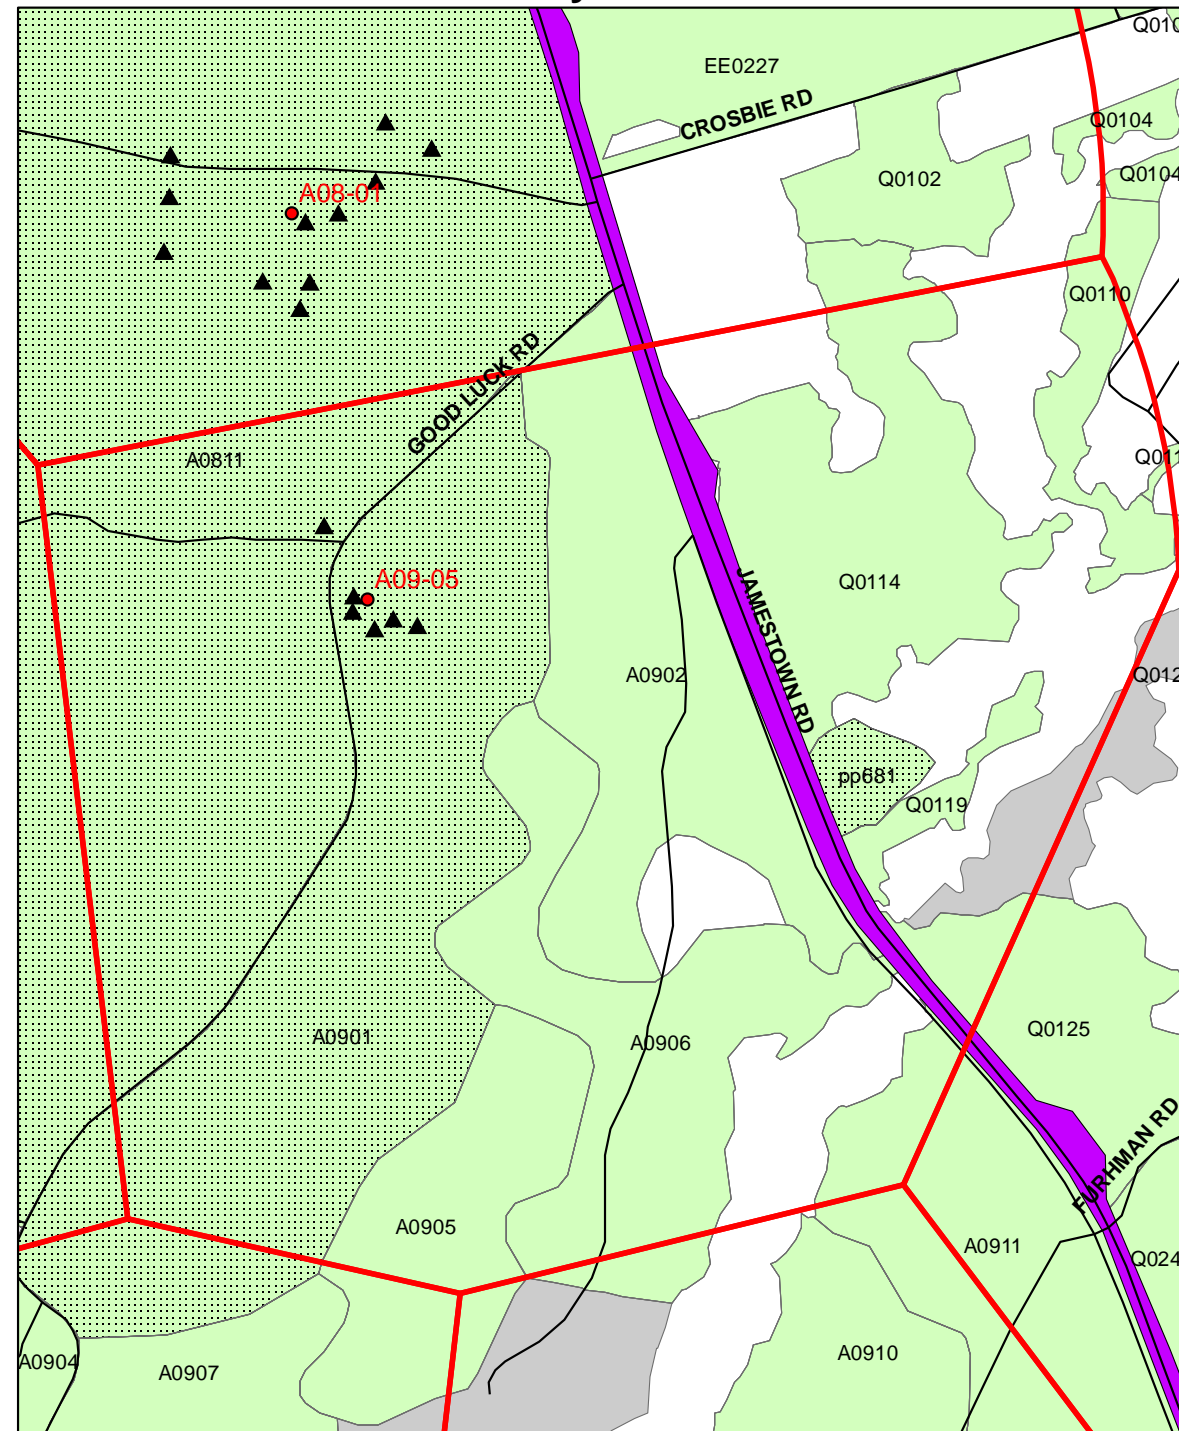 EE0227
CROSBIE RD
Q0104
Q0102
Q0104
A08-01
Q0110
GOOD LUCK RD
A0811
A09-05
Q0114
JAMESTOWN RD
A0902
pp681
Q0119
A0901
A0906
Q0125
FURHMAN RD
A0905
A0911
A0910
A0904
A0907